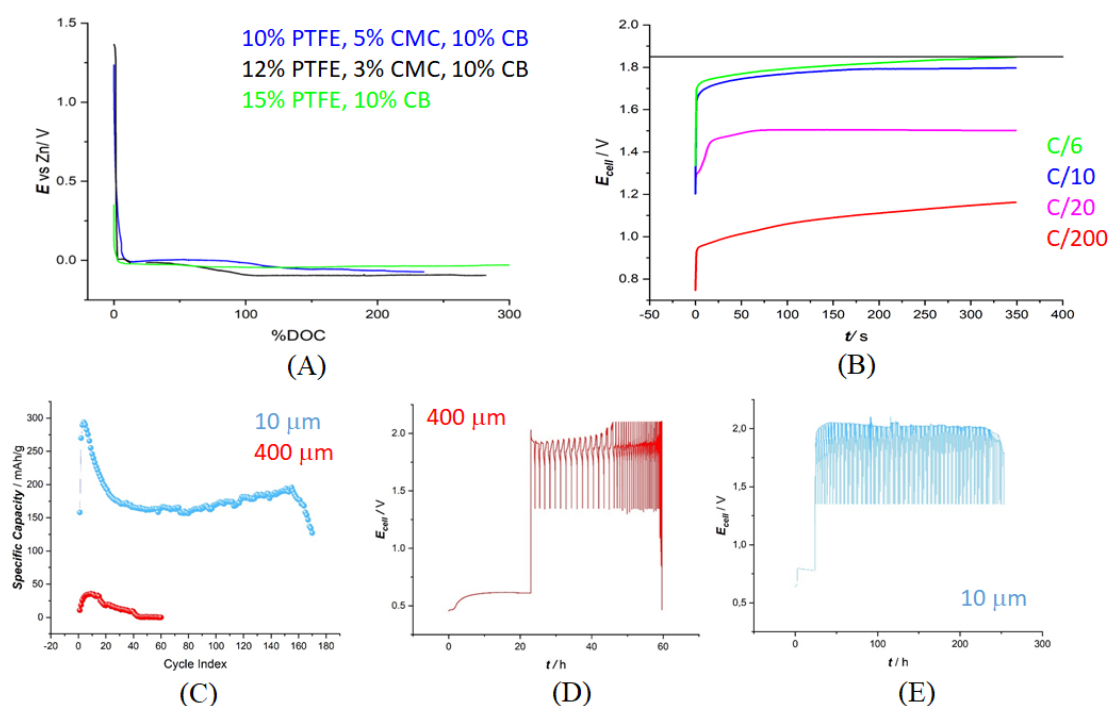 10% PTFE, 5% CMC, 10% CB
12% PTFE, 3% CMC, 10% CB
15% PTFE, 10% CB
E vs Zn/ V
1.5
1.0
0.5
0.0
0
100
200
300
%DOC
(A)
E_cell / V
2.0
1.8
1.6
1.4
1.2
1.0
0.8
C/6
C/10
C/20
C/200
-50
0
50
100
150
200
250
300
350
400
t/ s
(B)
Specific Capacity / mAh/g
300
250
200
150
100
50
0
10 μm
400 μm
-20
0
20
40
60
80
100
120
140
160
180
Cycle Index
(C)
400 μm
E_cell / V
2.0
1.5
1.0
0.5
0
20
40
60
t / h
(D)
E_cell / V
2.0
1.5
1.0
0,5
10 μm
0
100
200
300
t / h
(E)